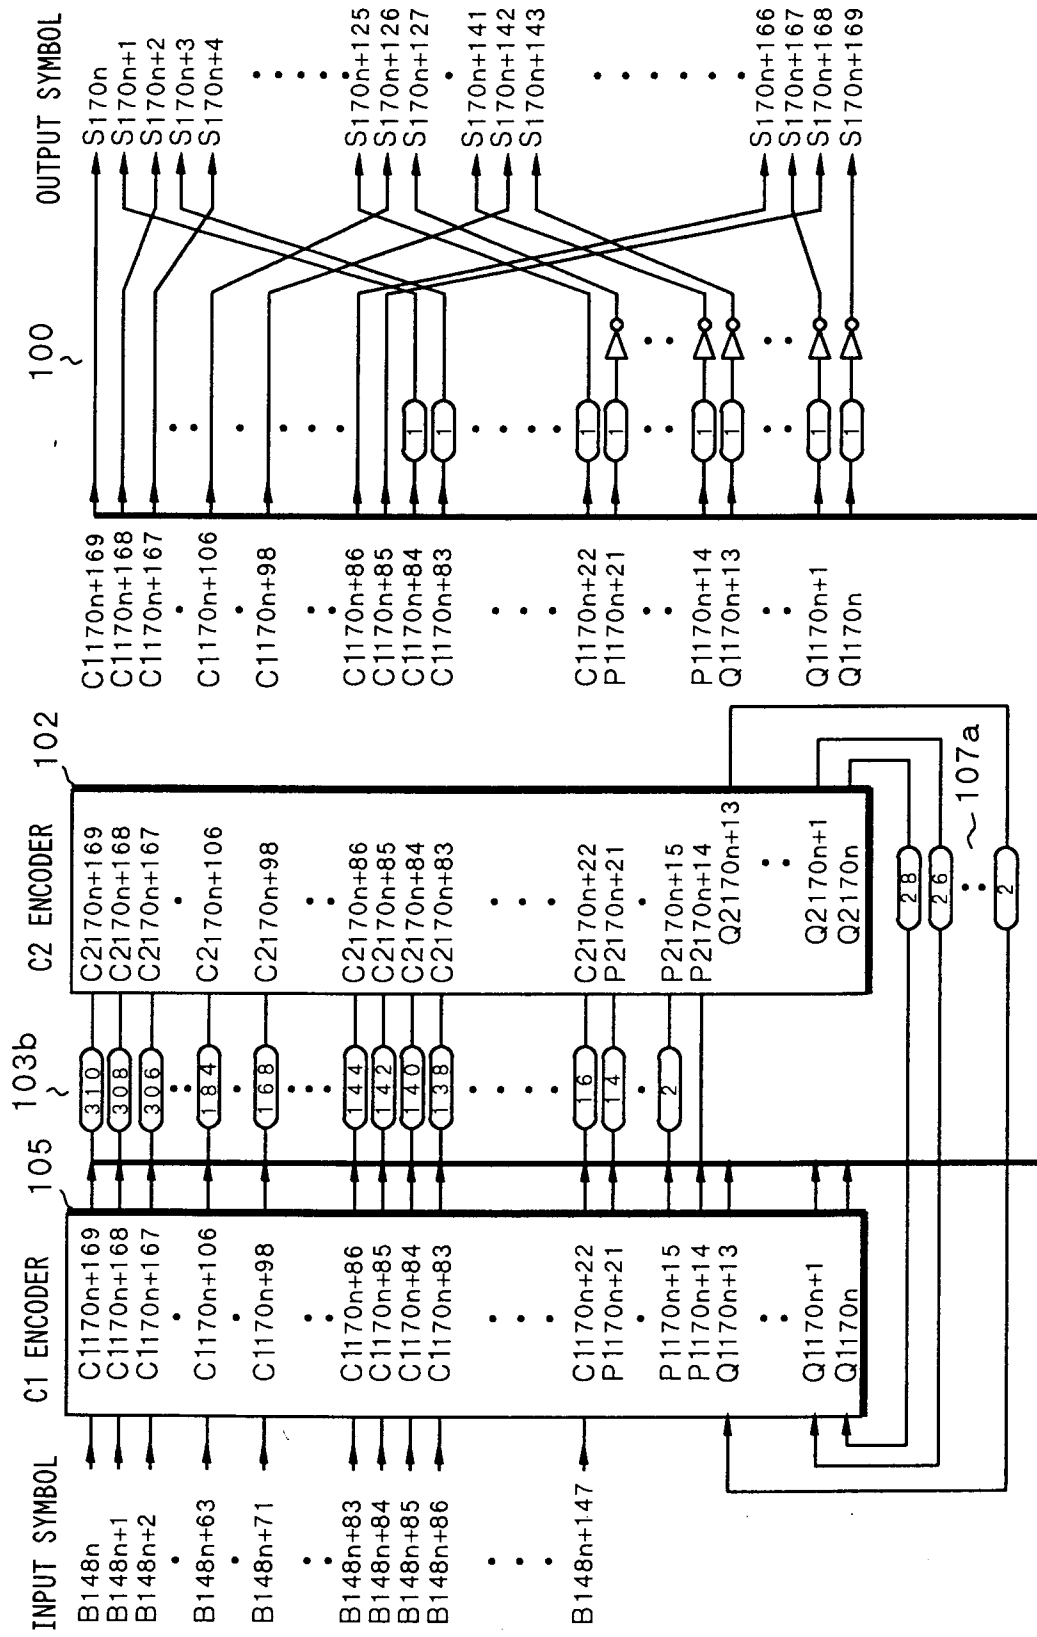 INPUT SYMBOL
B148n
B148n+1
B148n+2
B148n+63
B148n+71
B148n+83
B148n+84
B148n+85
B148n+86
B148n+147
C1 ENCODER
105
C1170n+169
C1170n+168
C1170n+167
C1170n+106
C1170n+98
C1170n+86
C1170n+85
C1170n+84
C1170n+83
C1170n+22
P1170n+21
P1170n+15
P1170n+14
Q1170n+13
Q1170n+1
Q1170n
103b
310
308
306
184
168
144
142
140
138
16
14
2
C2 ENCODER
102
C2170n+169
C2170n+168
C2170n+167
C2170n+106
C2170n+98
C2170n+86
C2170n+85
C2170n+84
C2170n+83
C2170n+22
P2170n+21
P2170n+15
P2170n+14
Q2170n+13
Q2170n+1
Q2170n
28
26
2
107a
C1170n+169
C1170n+168
C1170n+167
C1170n+106
C1170n+98
C1170n+86
C1170n+85
C1170n+84
C1170n+83
C1170n+22
P1170n+21
P1170n+14
Q1170n+13
Q1170n+1
Q1170n
100
1
1
1
1
1
1
1
1
OUTPUT SYMBOL
S170n
S170n+1
S170n+2
S170n+3
S170n+4
S170n+125
S170n+126
S170n+127
S170n+141
S170n+142
S170n+143
S170n+166
S170n+167
S170n+168
S170n+169